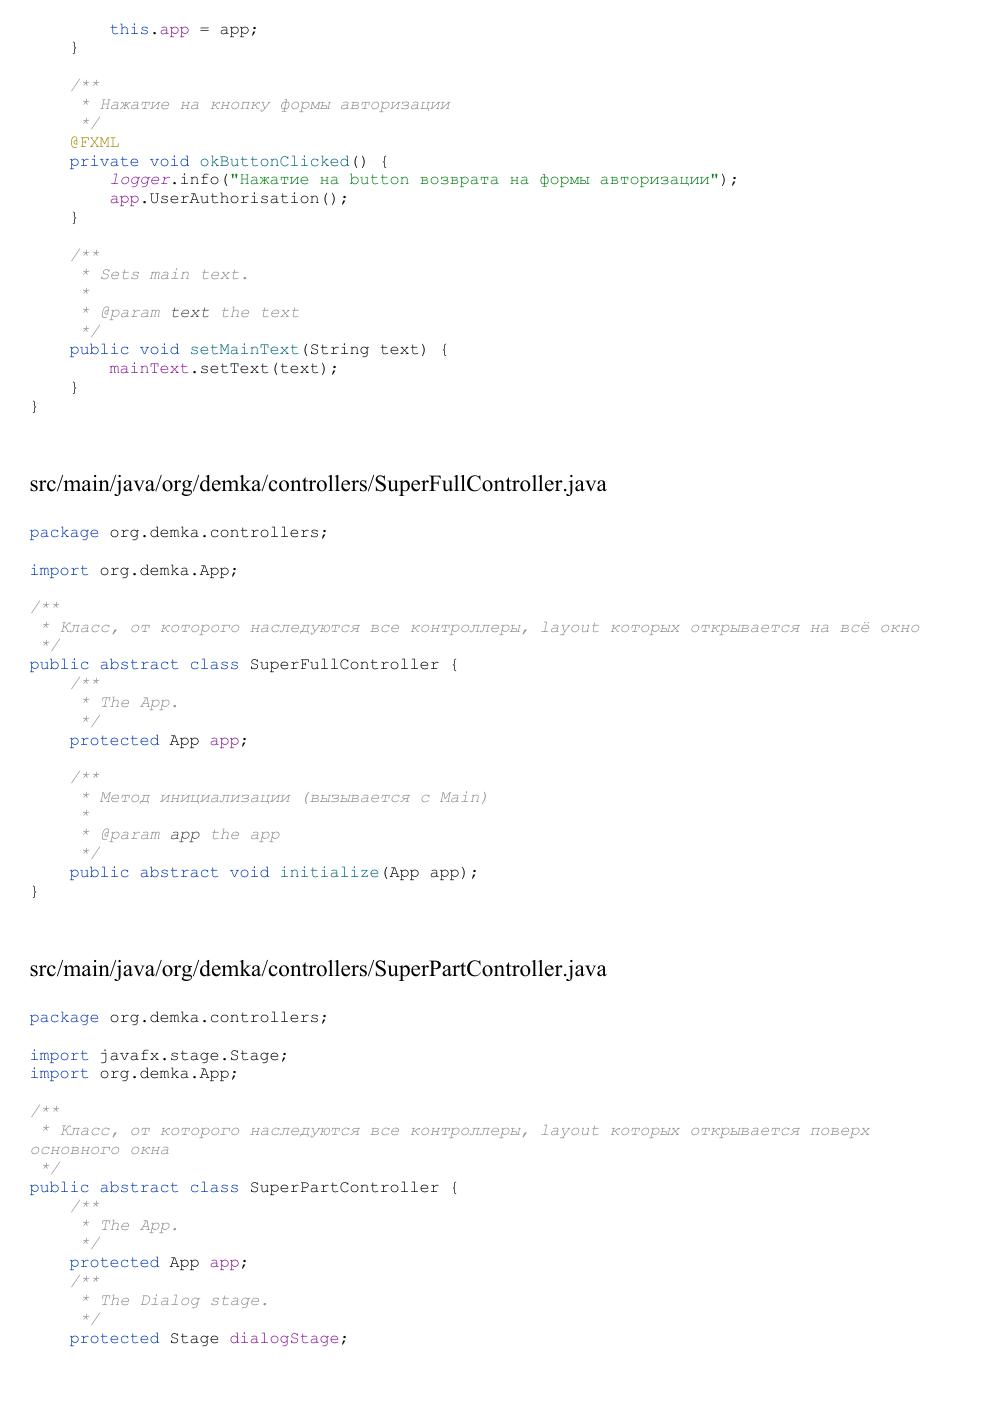 this.app = app;
    }

    /**
     * Нажатие на кнопку формы авторизации
     */
    @FXML
    private void okButtonClicked() {
        logger.info("Нажатие на button возврата на формы авторизации");
        app.UserAuthorisation();
    }

    /**
     * Sets main text.
     *
     * @param text the text
     */
    public void setMainText(String text) {
        mainText.setText(text);
    }
}

src/main/java/org/demka/controllers/SuperFullController.java

package org.demka.controllers;

import org.demka.App;

/**
 * Класс, от которого наследуются все контроллеры, layout которых открывается на всё окно
 */
public abstract class SuperFullController {
    /**
     * The App.
     */
    protected App app;

    /**
     * Метод инициализации (вызывается с Main)
     *
     * @param app the app
     */
    public abstract void initialize(App app);
}

src/main/java/org/demka/controllers/SuperPartController.java

package org.demka.controllers;

import javafx.stage.Stage;
import org.demka.App;

/**
 * Класс, от которого наследуются все контроллеры, layout которых открывается поверх
основного окна
 */
public abstract class SuperPartController {
    /**
     * The App.
     */
    protected App app;
    /**
     * The Dialog stage.
     */
    protected Stage dialogStage;